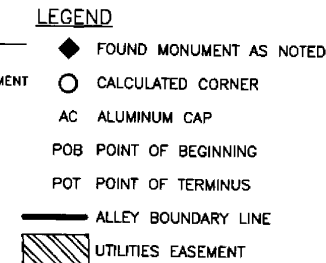 LEGEND
FOUND MONUMENT AS NOTED
MENT
CALCULATED CORNER
AC ALUMINUM CAP
POB POINT OF BEGINNING
POT POINT OF TERMINUS
ALLEY BOUNDARY LINE
UTILITIES EASEMENT